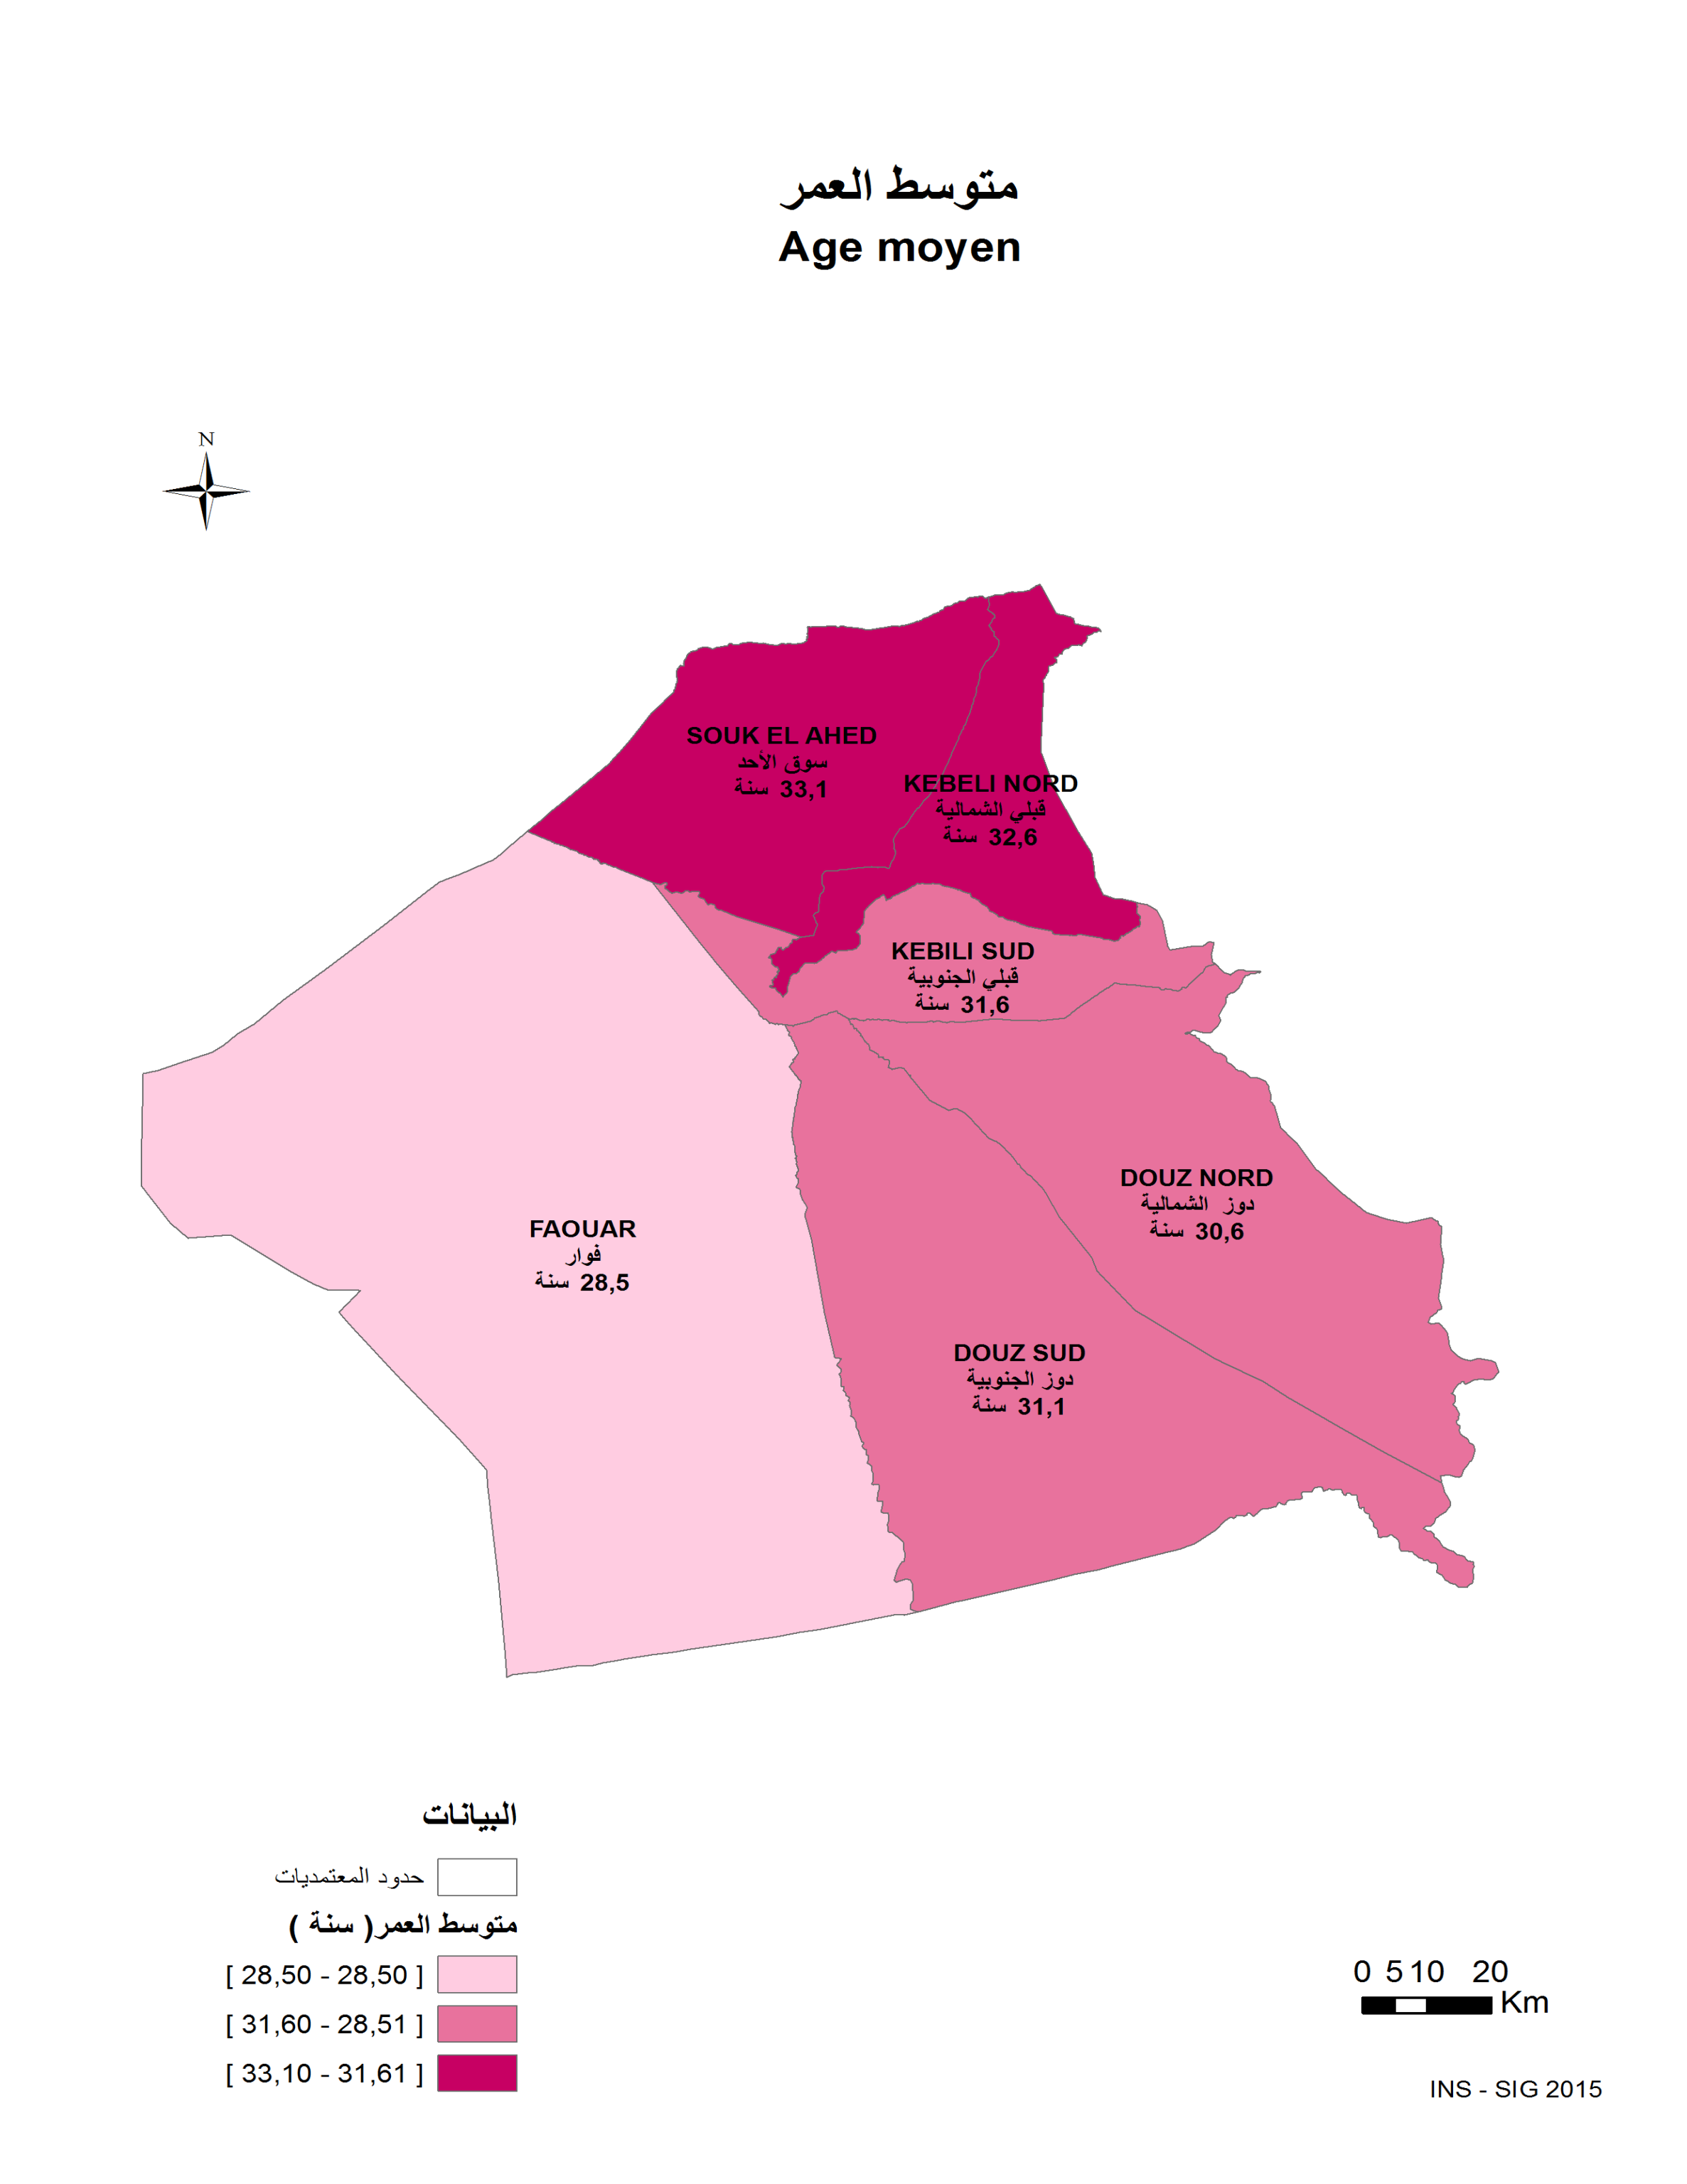 متوسط العمر
Age moyen
N
SOUK EL AHED
سوق الأحد
33,1 سنة
KEBELI NORD
قبلي الشمالية
32,6 سنة
KEBILI SUD
قبلي الجنوبية
31,6 سنة
DOUZ NORD
دوز الشمالية
30,6 سنة
FAOUAR
فوار
28,5 سنة
DOUZ SUD
دوز الجنوبية
31,1 سنة
البيانات
حدود المعتمديات
متوسط العمر( سنة )
[ 28,50 - 28,50 ]
[ 31,60 - 28,51 ]
[ 33,10 - 31,61 ]
0 5 10 20
Km
INS - SIG 2015